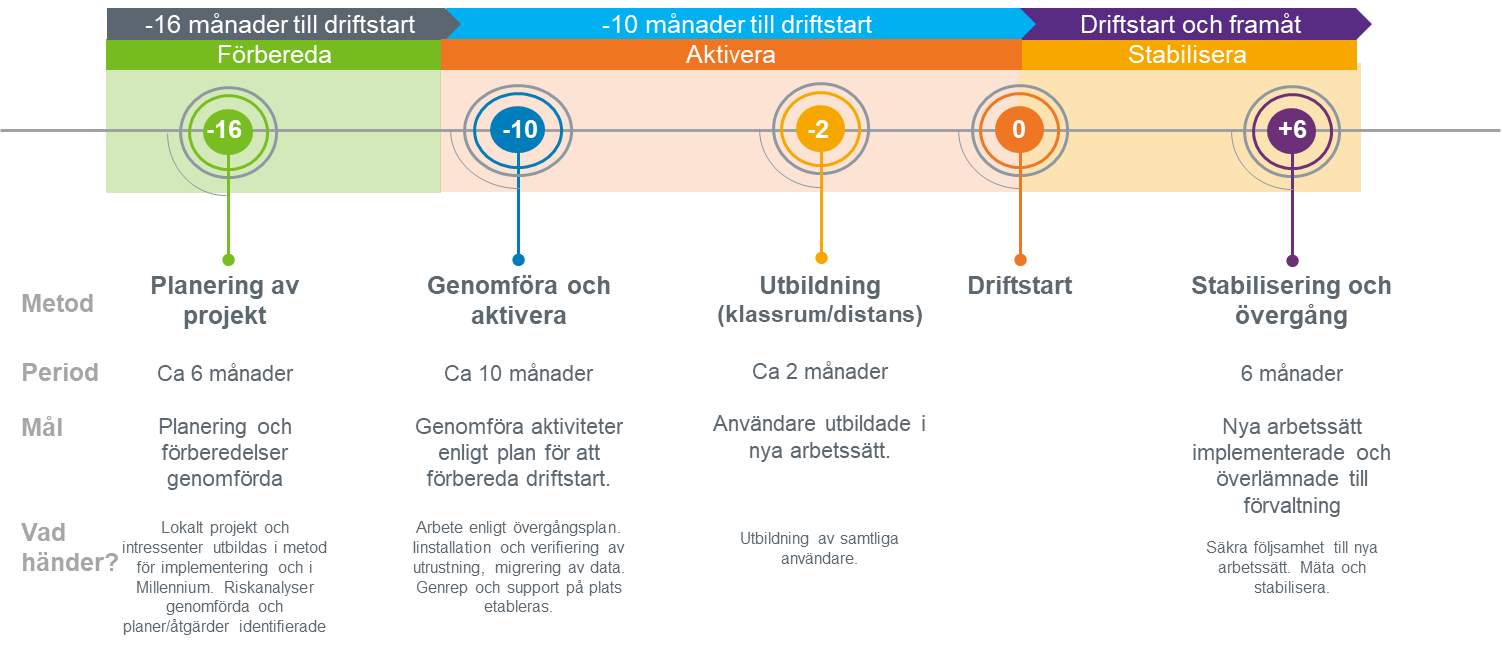 -16 månader till driftstart
-10 månader till driftstart
Driftstart och framåt
Förbereda
Aktivera
Stabilisera
-16
-10
-2
0
+6
Metod
Planering av
projekt
Genomföra och
aktivera
Utbildning
(klassrum/distans)
Driftstart
Stabilisering och
övergång
Period
Ca 6 månader
Ca 10 månader
Ca 2 månader
6 månader
Mål
Planering och
förberedelser
genomförda
Genomföra aktiviteter
enligt plan för att
förbereda driftstart.
Användare utbildade i
nya arbetssätt.
Nya arbetssätt
implementerade och
överlämnade till
förvaltning
Vad
händer?
Lokalt projekt och
intressenter utbildas i metod
för implementering och i
Millennium. Riskanalyser
genomförda och
planer/åtgärder identifierade
Arbete enligt övergångsplan.
Iinstallation och verifiering av
utrustning, migrering av data.
Genrep och support på plats
etableras.
Utbildning av samtliga
användare.
Säkra följsamhet till nya
arbetssätt. Mäta och
stabilisera.